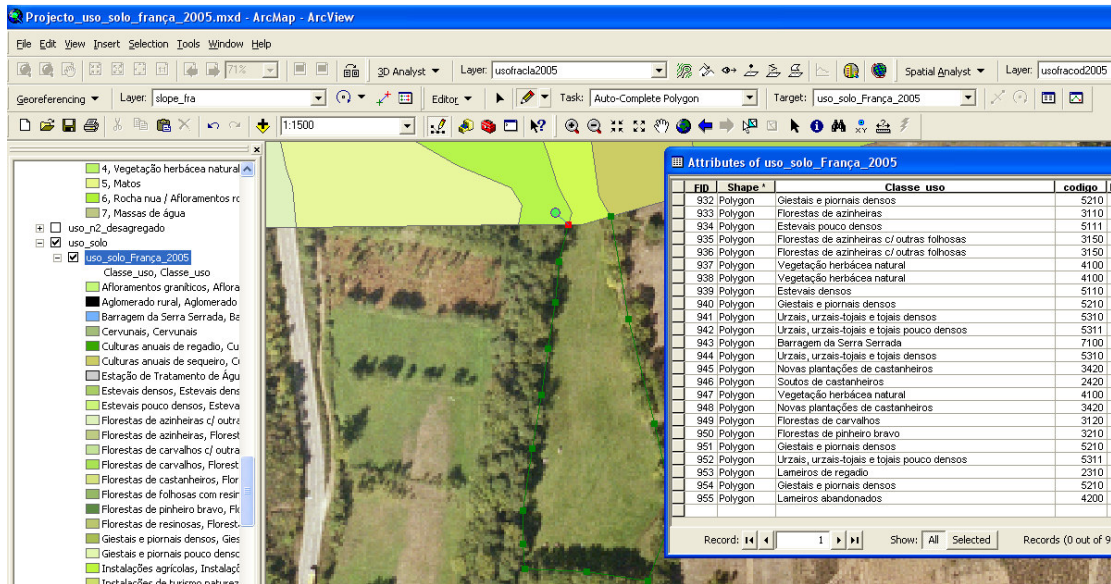 Projecto_uso_solo_frança_2005.mxd - ArcMap - ArcView
File Edit View Insert Selection Tools Window Help
71% 3D Analyst Layer: usofracla2005 Spatial Analyst Layer: usofracod2005
Georeferencing Layer: slope_fra Editor Task: Auto-Complete Polygon Target: uso_solo_França_2005
1:1500
4, Vegetação herbácea natural
5, Matos
6, Rocha nua / Afloramentos ro
7, Massas de água
uso_n2_desagregado
uso_solo
uso_solo_França_2005
Classe_uso, Classe_uso
Afloramentos graníticos, Aflora
Aglomerado rural, Aglomerado
Barragem da Serra Serrada, Ba
Cervunais, Cervunais
Culturas anuais de regadio, Cu
Culturas anuais de sequeiro, Cu
Estação de Tratamento de Águ
Estevais densos, Estevais dens
Estevais pouco densos, Esteva
Florestas de azinheiras c/ outra
Florestas de azinheiras, Florest
Florestas de carvalhos c/ outra
Florestas de carvalhos, Florest
Florestas de castanheiros, Flor
Florestas de folhosas com resir
Florestas de pinheiro bravo, Flo
Florestas de resinosas, Florest
Giestais e piornais densos, Gies
Giestais e piornais pouco densc
Instalações agrícolas, Instalaçõ
Instalações de turismo naturez
Attributes of uso_solo_França_2005
FID Shape * Classe_uso codigo
932 Polygon Giestais e piornais densos 5210
933 Polygon Florestas de azinheiras 3110
934 Polygon Estevais pouco densos 5111
935 Polygon Florestas de azinheiras c/ outras folhosas 3150
936 Polygon Florestas de azinheiras c/ outras folhosas 3150
937 Polygon Vegetação herbácea natural 4100
938 Polygon Vegetação herbácea natural 4100
939 Polygon Estevais densos 5110
940 Polygon Giestais e piornais densos 5210
941 Polygon Urzais, urzais-tojais e tojais densos 5310
942 Polygon Urzais, urzais-tojais e tojais pouco densos 5311
943 Polygon Barragem da Serra Serrada 7100
944 Polygon Urzais, urzais-tojais e tojais densos 5310
945 Polygon Novas plantações de castanheiros 3420
946 Polygon Soutos de castanheiros 2420
947 Polygon Vegetação herbácea natural 4100
948 Polygon Novas plantações de castanheiros 3420
949 Polygon Florestas de carvalhos 3120
950 Polygon Florestas de pinheiro bravo 3210
951 Polygon Giestais e piornais densos 5210
952 Polygon Urzais, urzais-tojais e tojais pouco densos 5311
953 Polygon Lameiros de regadio 2310
954 Polygon Giestais e piornais densos 5210
955 Polygon Lameiros abandonados 4200
Record: 1 Show: All Selected Records (0 out of 9